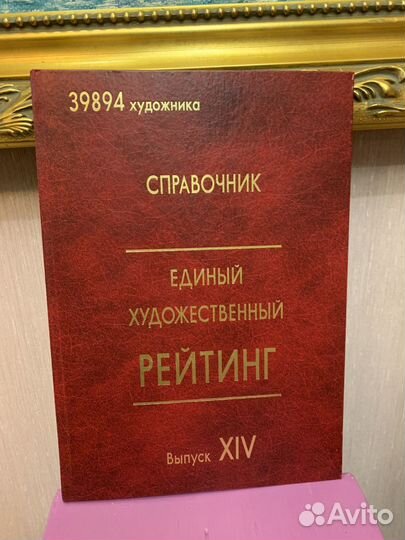 39894 художника
СПРАВОЧНИК
ЕДИНЫЙ
ХУДОЖЕСТВЕННЫЙ
РЕЙТИНГ
Выпуск XIV
Avito